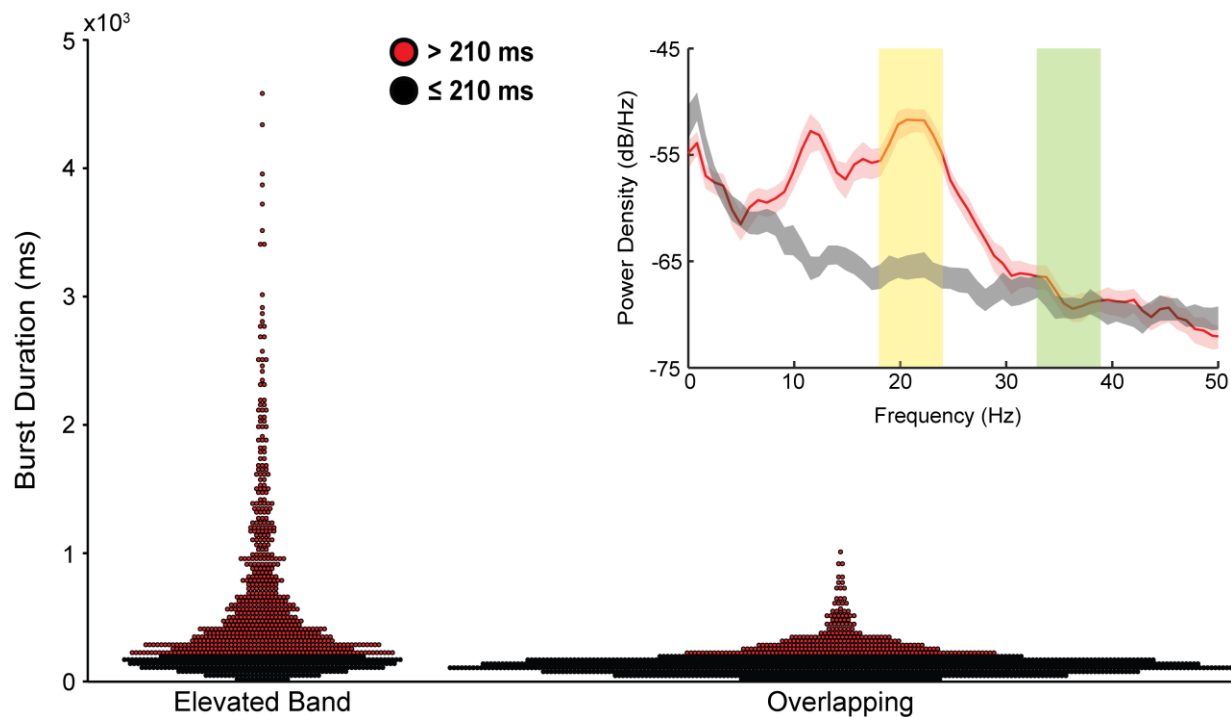 x10³
5
4
3
2
1
0
Burst Duration (ms)
> 210 ms
≤ 210 ms
Elevated Band
Overlapping
-45
-55
-65
-75
Power Density (dB/Hz)
0 10 20 30 40 50
Frequency (Hz)